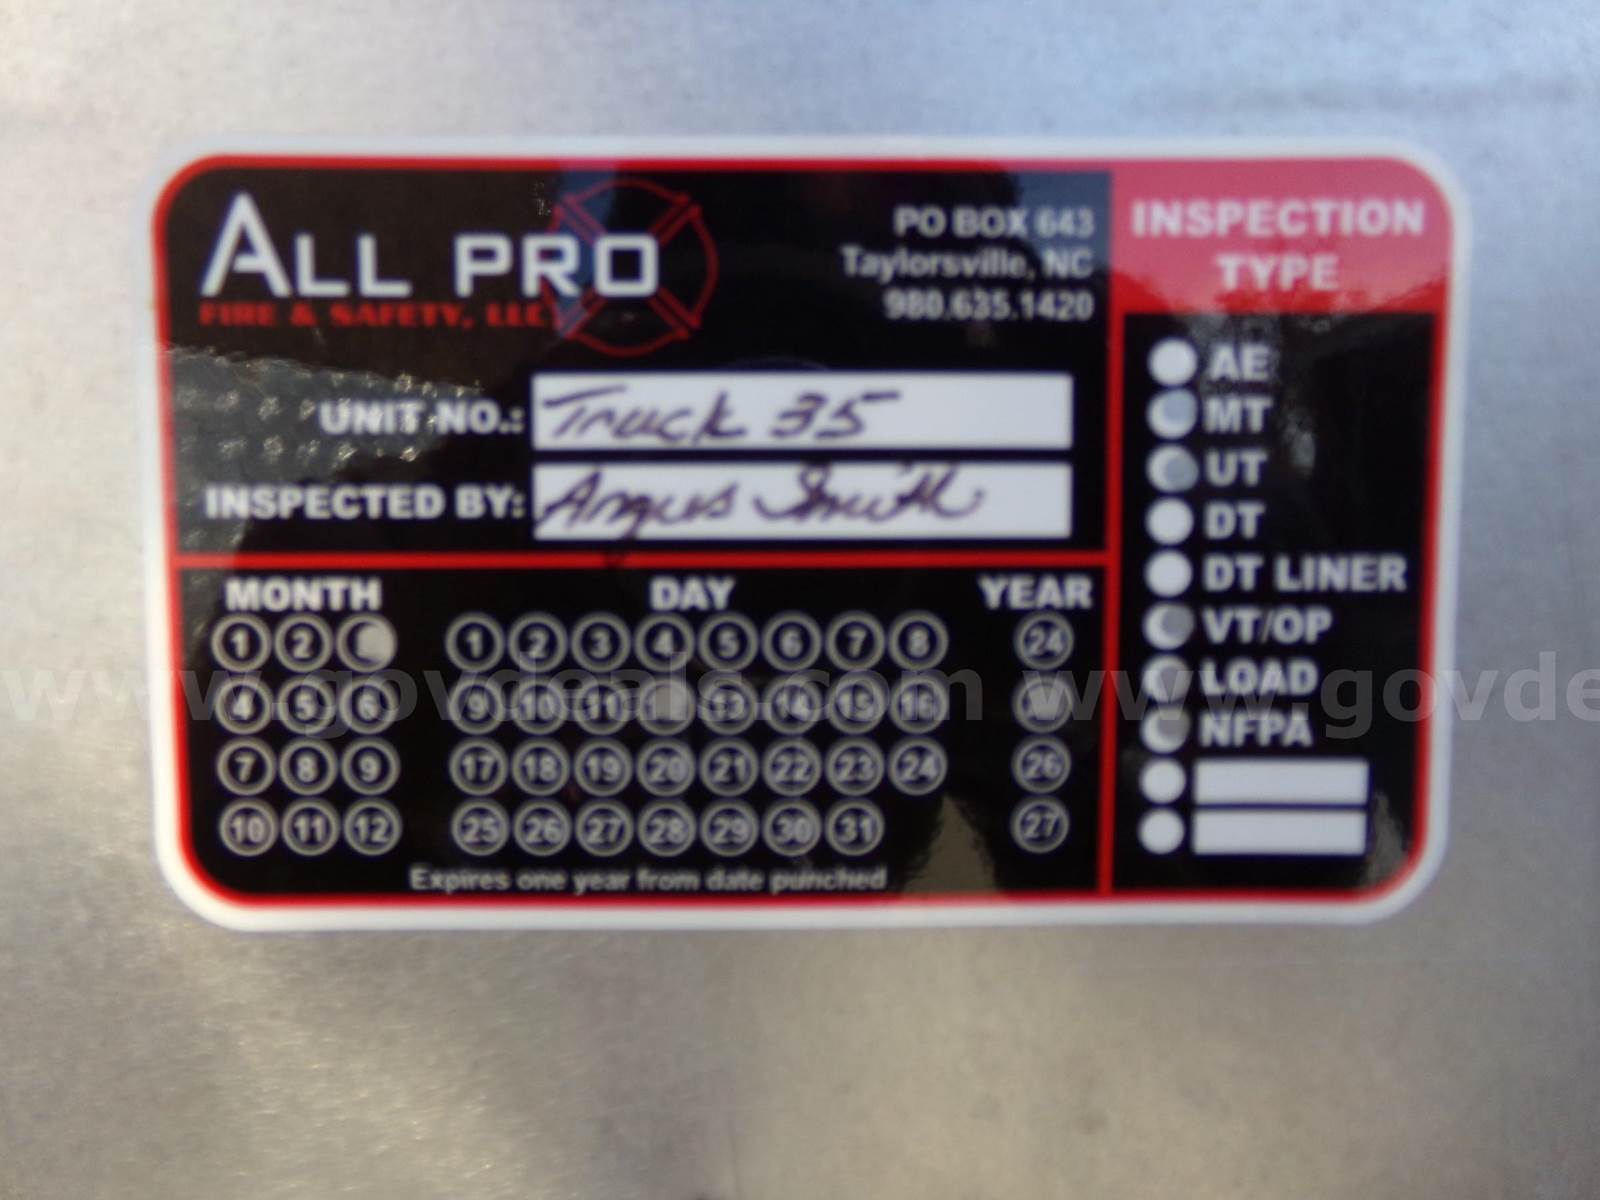 ALL PRO
FIRE & SAFETY, LLC
PO BOX 643
Taylorsville, NC
980.635.1420
UNIT NO.: Truck 35
INSPECTED BY: Angus Smith
MONTH
1 2
4 5 6
7 8 9
10 11 12
DAY
1 2 3 4 5 6 7 8
9 10 11 13 14 15 16
17 18 19 20 21 22 23 24
25 26 27 28 29 30 31
YEAR
24
26
27
Expires one year from date punched
INSPECTION
TYPE
AE
MT
UT
DT
DT LINER
VT/OP
LOAD
NFPA
www.govdeals.com www.govde